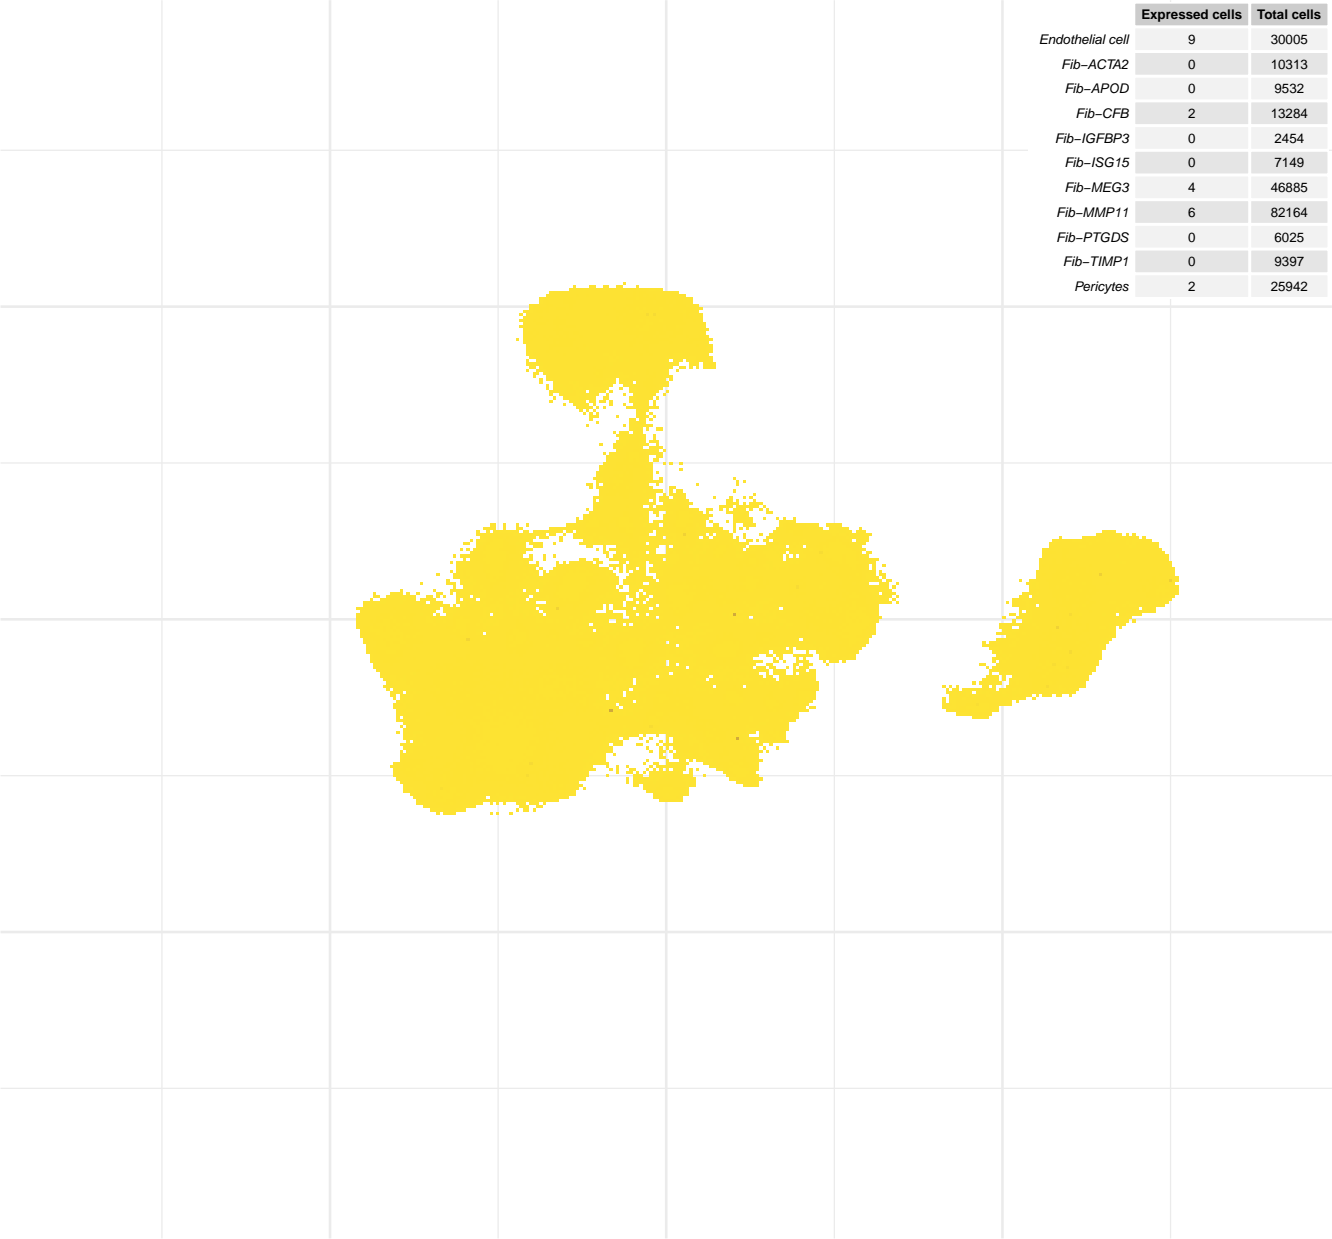 Expressed cells Total cells
Endothelial cell 9 30005
Fib−ACTA2 0 10313
Fib−APOD 0 9532
Fib−CFB 2 13284
Fib−IGFBP3 0 2454
Fib−ISG15 0 7149
Fib−MEG3 4 46885
Fib−MMP11 6 82164
Fib−PTGDS 0 6025
Fib−TIMP1 0 9397
Pericytes 2 25942